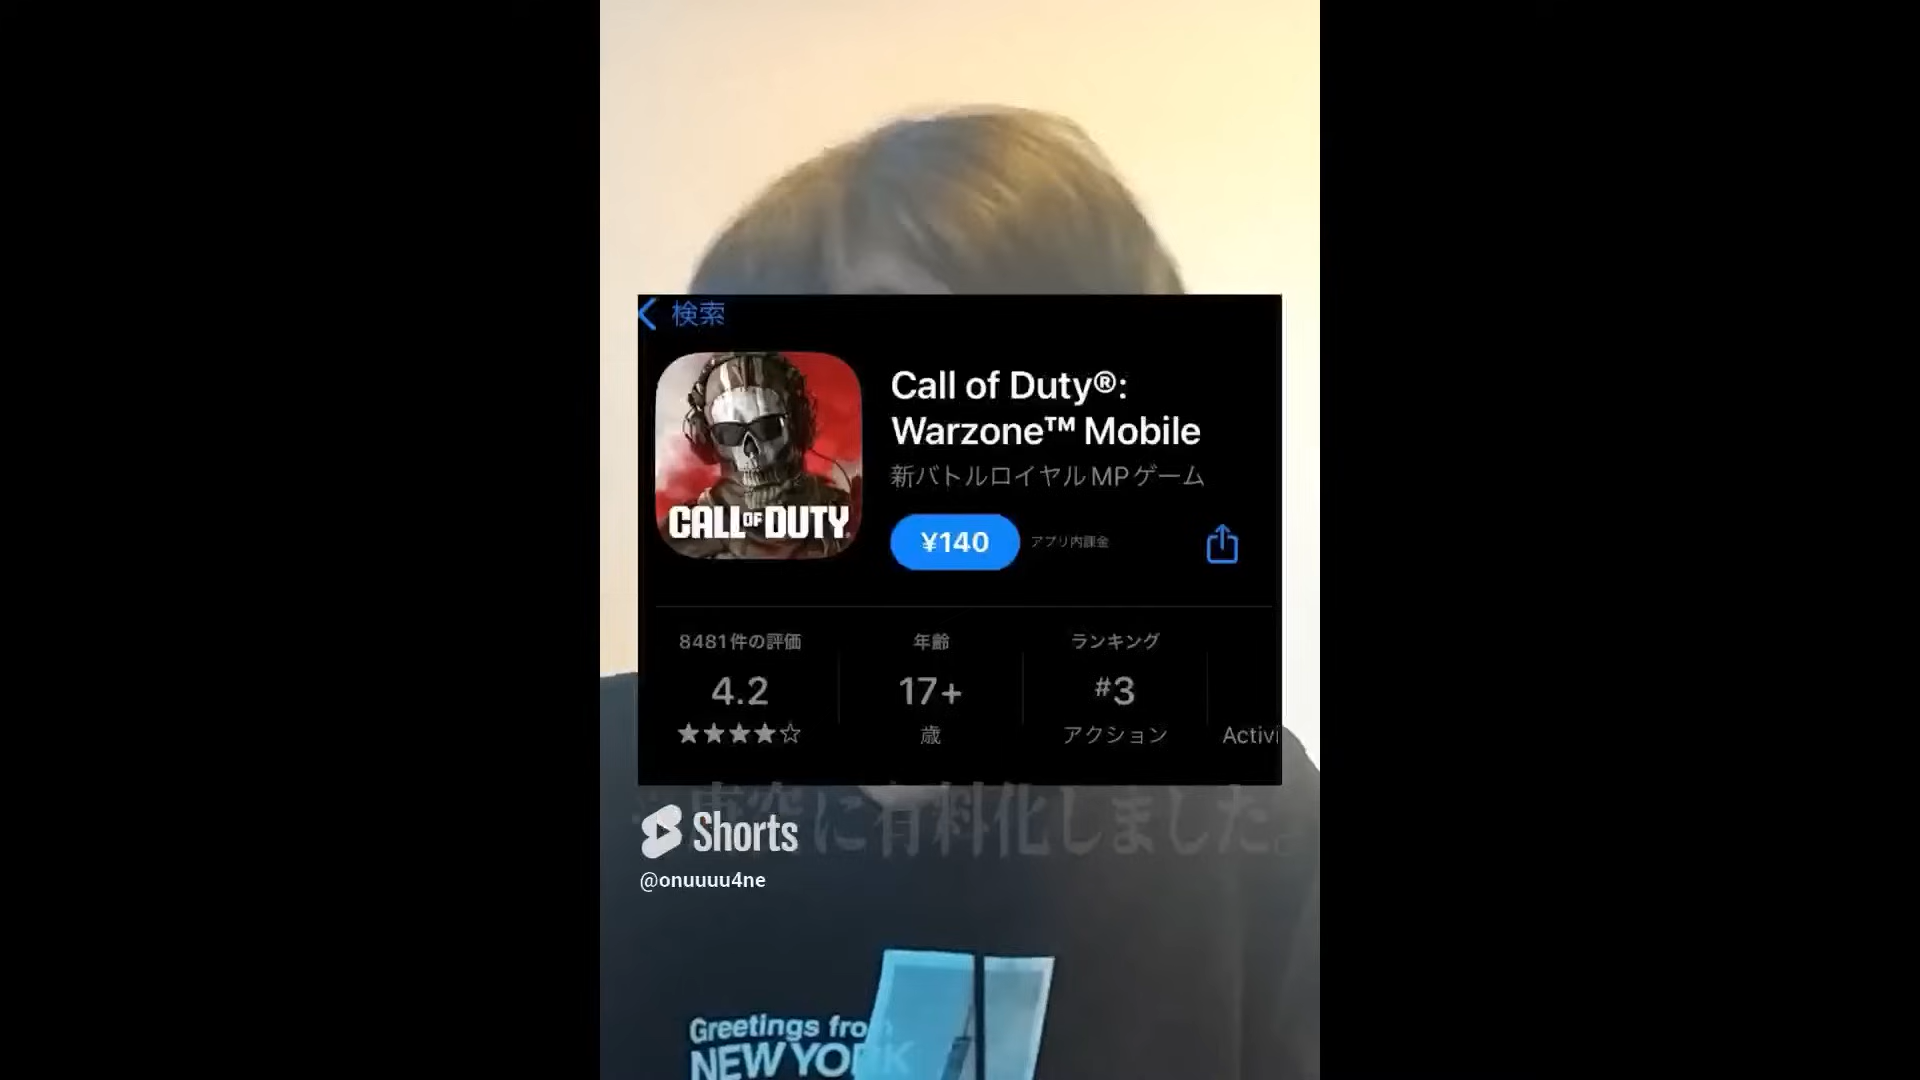 検索
Call of Duty®:
Warzone™ Mobile
新バトルロイヤルMPゲーム
¥140 アプリ内課金
CALL OF DUTY
8481件の評価 年齢 ランキング
4.2 17+ #3
★★★★☆ 歳 アクション Activi
に有料化しました。
Shorts
@onuuuu4ne
Greetings from
NEW YORK